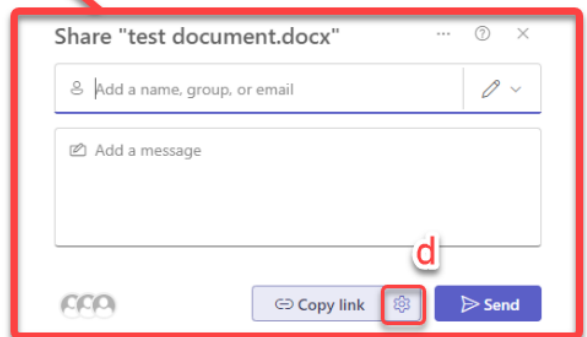 Share "test document.docx"
Add a name, group, or email
Add a message
d
Copy link
Send